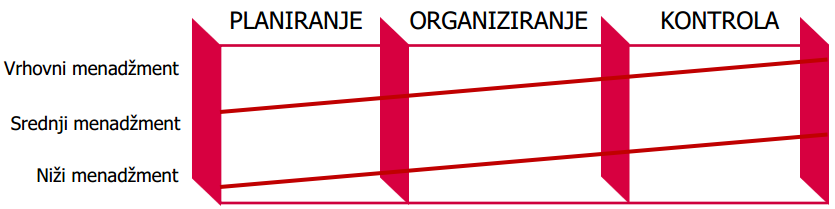 PLANIRANJE ORGANIZIRANJE KONTROLA
Vrhovni menadžment
Srednji menadžment
Niži menadžment